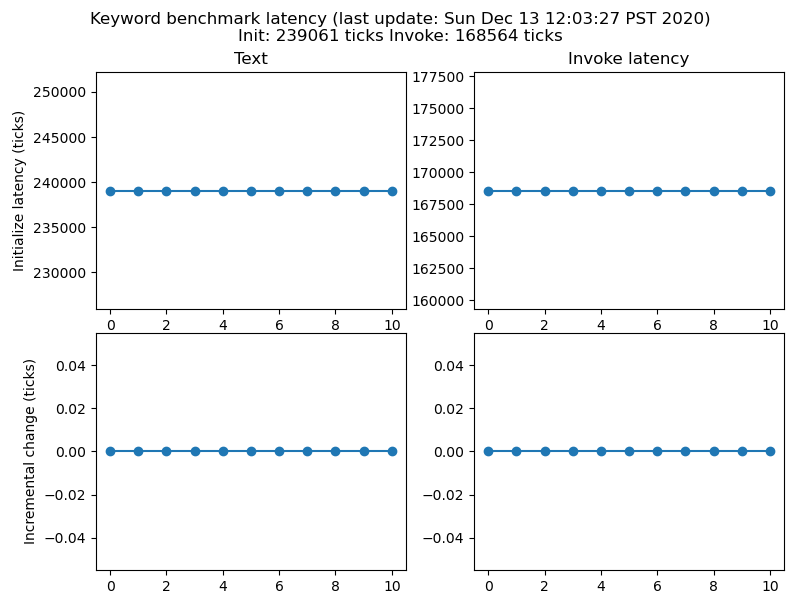 Keyword benchmark latency (last update: Sun Dec 13 12:03:27 PST 2020)
Init: 239061 ticks Invoke: 168564 ticks
Text
Invoke latency
Initialize latency (ticks)
250000
245000
240000
235000
230000
0 2 4 6 8 10
177500
175000
172500
170000
167500
165000
162500
160000
0 2 4 6 8 10
Incremental change (ticks)
0.04
0.02
0.00
−0.02
−0.04
0 2 4 6 8 10
0.04
0.02
0.00
−0.02
−0.04
0 2 4 6 8 10